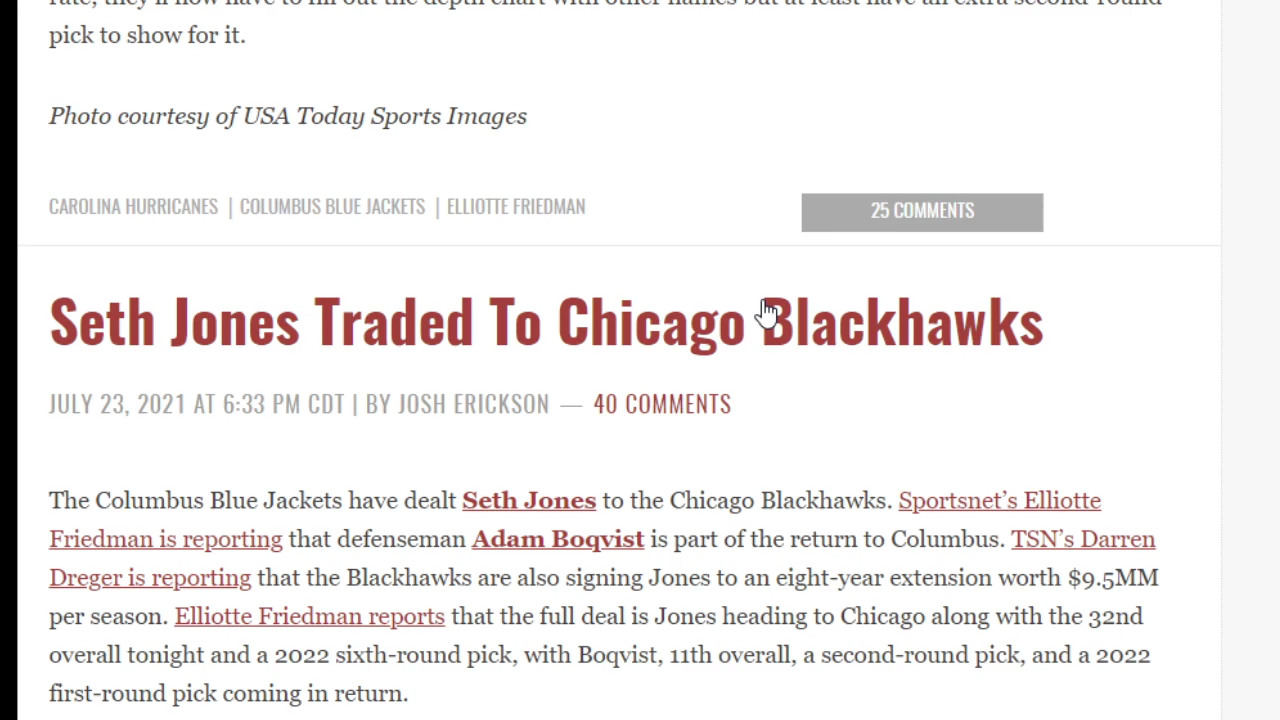 pick to show for it.
Photo courtesy of USA Today Sports Images
CAROLINA HURRICANES | COLUMBUS BLUE JACKETS | ELLIOTTE FRIEDMAN
25 COMMENTS
Seth Jones Traded To Chicago Blackhawks
JULY 23, 2021 AT 6:33 PM CDT | BY JOSH ERICKSON — 40 COMMENTS
The Columbus Blue Jackets have dealt Seth Jones to the Chicago Blackhawks. Sportsnet’s Elliotte
Friedman is reporting that defenseman Adam Boqvist is part of the return to Columbus. TSN’s Darren
Dreger is reporting that the Blackhawks are also signing Jones to an eight-year extension worth $9.5MM
per season. Elliotte Friedman reports that the full deal is Jones heading to Chicago along with the 32nd
overall tonight and a 2022 sixth-round pick, with Boqvist, 11th overall, a second-round pick, and a 2022
first-round pick coming in return.